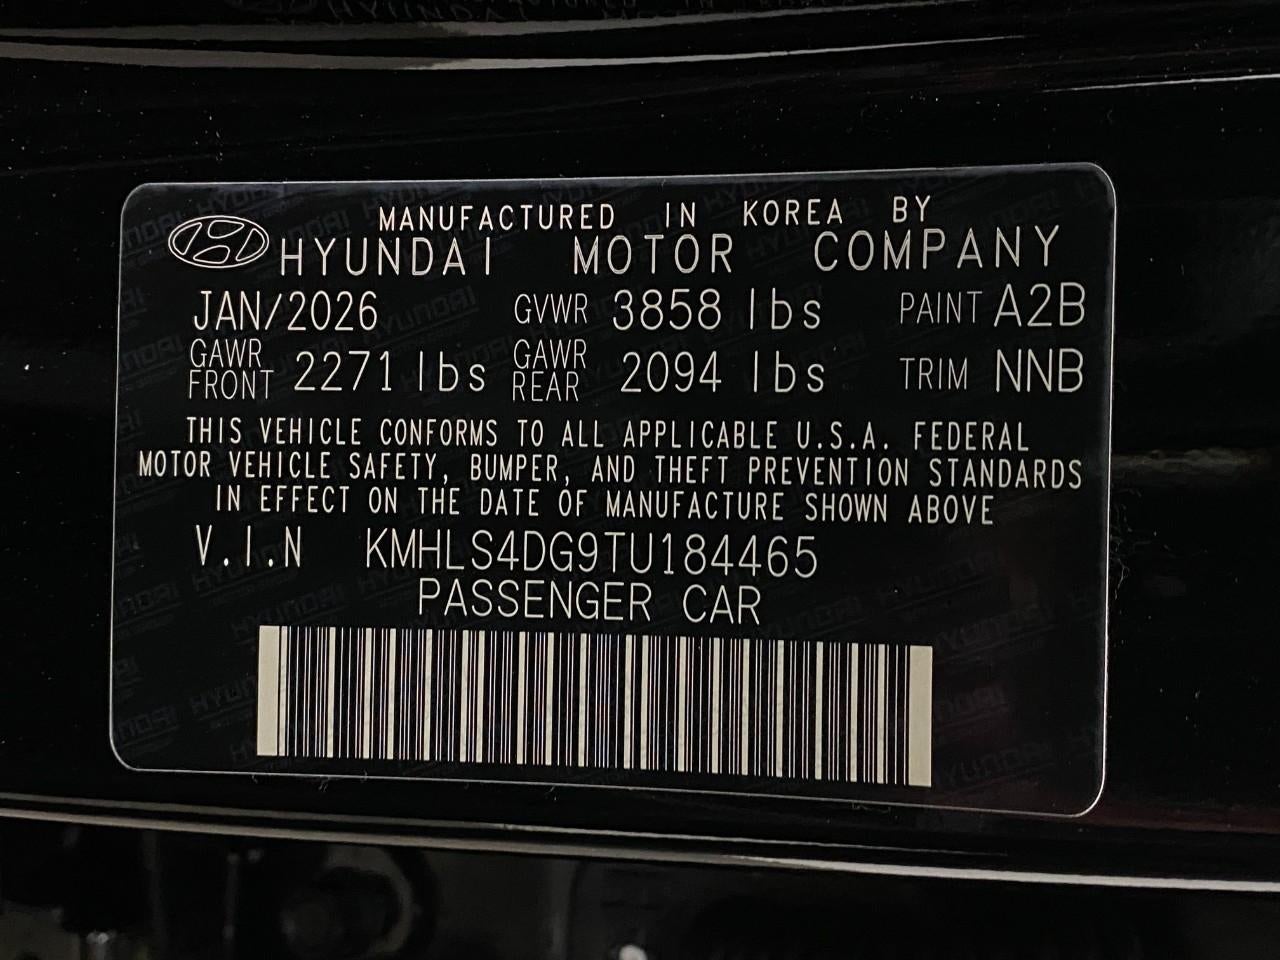 MANUFACTURED IN KOREA BY
HYUNDAI MOTOR COMPANY
JAN/2026 GVWR 3858 lbs PAINT A2B
GAWR FRONT 2271 lbs GAWR REAR 2094 lbs TRIM NNB
THIS VEHICLE CONFORMS TO ALL APPLICABLE U.S.A. FEDERAL
MOTOR VEHICLE SAFETY, BUMPER, AND THEFT PREVENTION STANDARDS
IN EFFECT ON THE DATE OF MANUFACTURE SHOWN ABOVE
V.I.N KMHLS4DG9TU184465
PASSENGER CAR